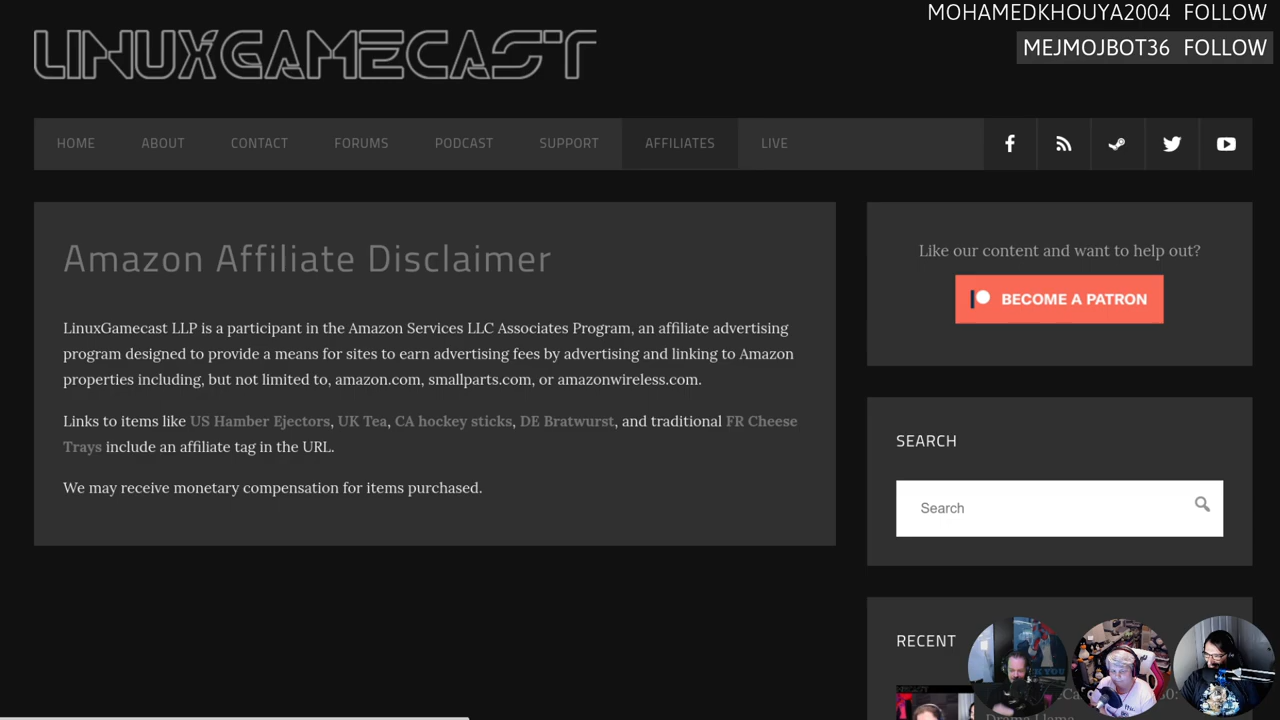 MOHAMEDKHOUYA2004 FOLLOW
MEJMOJBOT36 FOLLOW
LINUXGAMECAST
HOME ABOUT CONTACT FORUMS PODCAST SUPPORT AFFILIATES LIVE
Amazon Affiliate Disclaimer
LinuxGamecast LLP is a participant in the Amazon Services LLC Associates Program, an affiliate advertising
program designed to provide a means for sites to earn advertising fees by advertising and linking to Amazon
properties including, but not limited to, amazon.com, smallparts.com, or amazonwireless.com.
Links to items like US Hamber Ejectors, UK Tea, CA hockey sticks, DE Bratwurst, and traditional FR Cheese
Trays include an affiliate tag in the URL.
We may receive monetary compensation for items purchased.
Like our content and want to help out?
BECOME A PATRON
SEARCH
Search
RECENT
Drama Llama